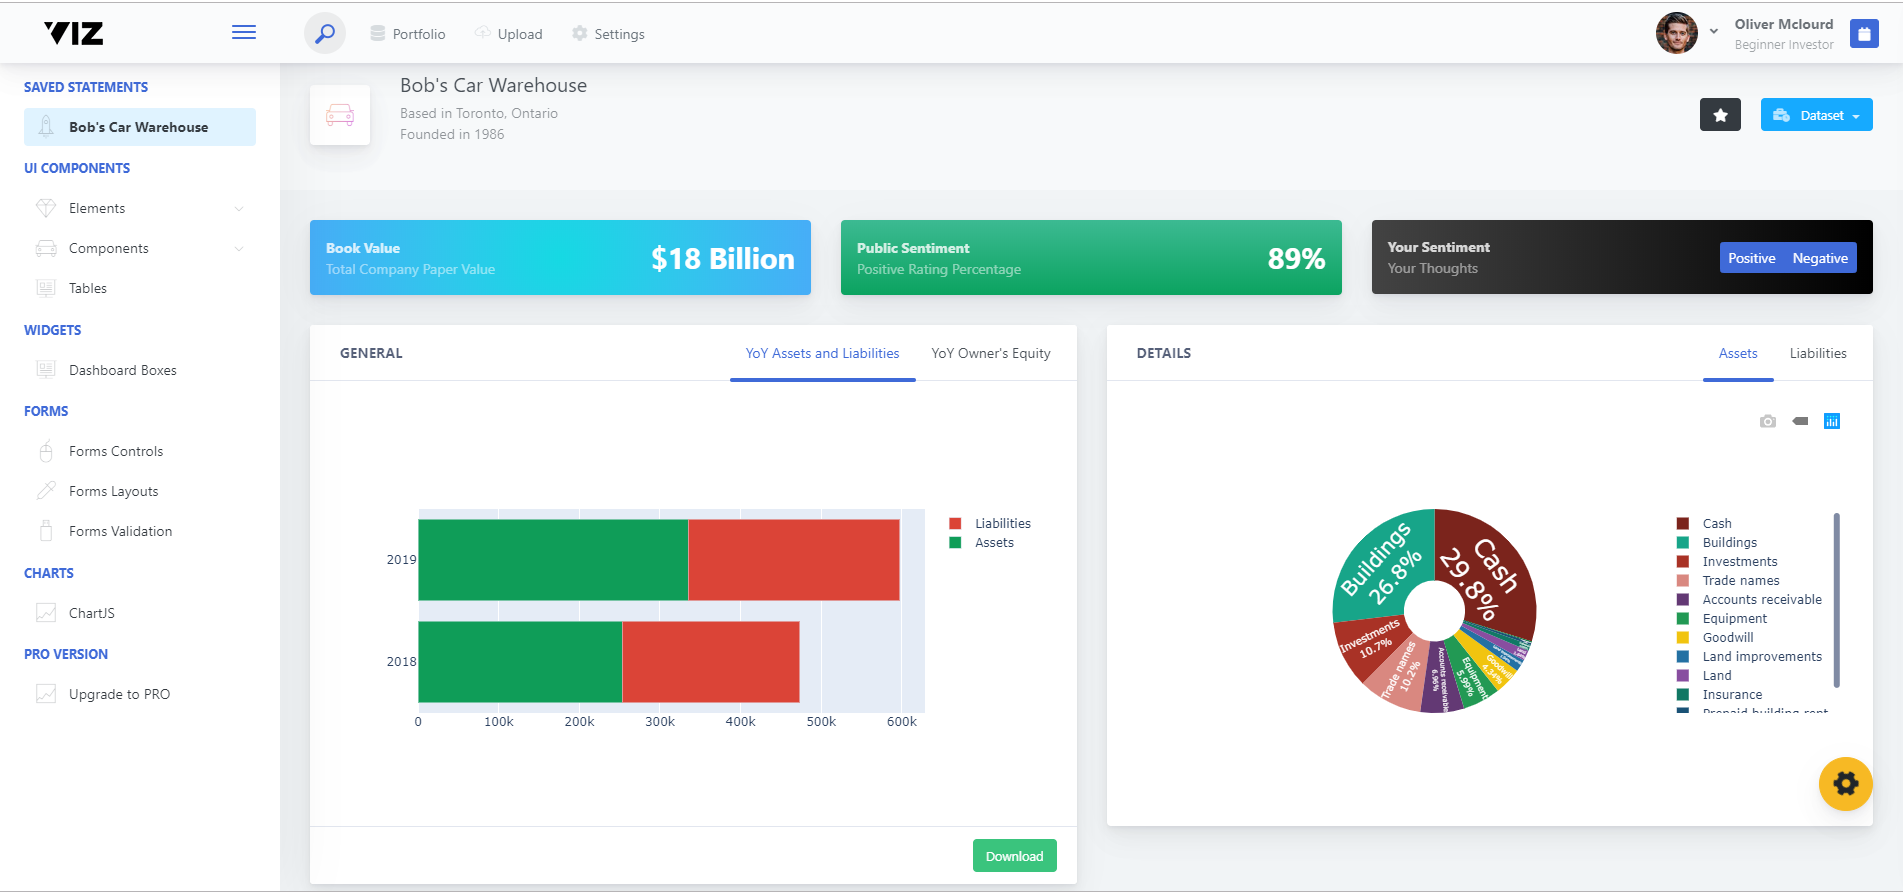 VIZ
Portfolio
Upload
Settings
Oliver Mclourd
Beginner Investor
SAVED STATEMENTS
Bob's Car Warehouse
UI COMPONENTS
Elements
Components
Tables
WIDGETS
Dashboard Boxes
FORMS
Forms Controls
Forms Layouts
Forms Validation
CHARTS
ChartJS
PRO VERSION
Upgrade to PRO
Bob's Car Warehouse
Based in Toronto, Ontario
Founded in 1986
Dataset
Book Value
Total Company Paper Value
$18 Billion
Public Sentiment
Positive Rating Percentage
89%
Your Sentiment
Your Thoughts
Positive
Negative
GENERAL
YoY Assets and Liabilities
YoY Owner's Equity
2019
2018
0
100k
200k
300k
400k
500k
600k
Liabilities
Assets
Download
DETAILS
Assets
Liabilities
Buildings
26.8%
Cash
29.8%
Investments
10.7%
Trade names
10.2%
Accounts receivable
6.96%
Equipment
5.99%
Goodwill
4.34%
Cash
Buildings
Investments
Trade names
Accounts receivable
Equipment
Goodwill
Land improvements
Land
Insurance
Prepaid building rent